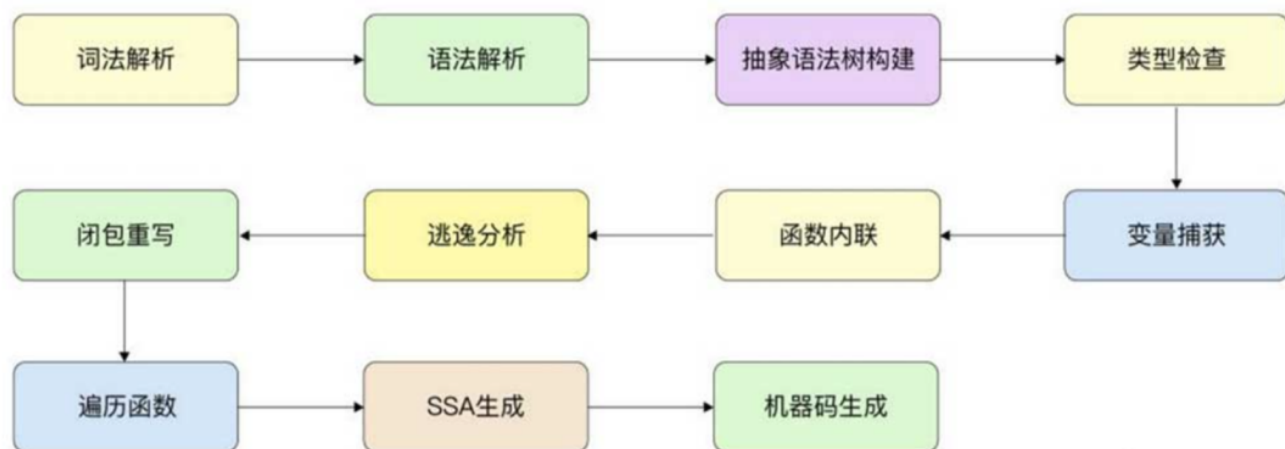 词法解析
语法解析
抽象语法树构建
类型检查
变量捕获
函数内联
逃逸分析
闭包重写
遍历函数
SSA生成
机器码生成